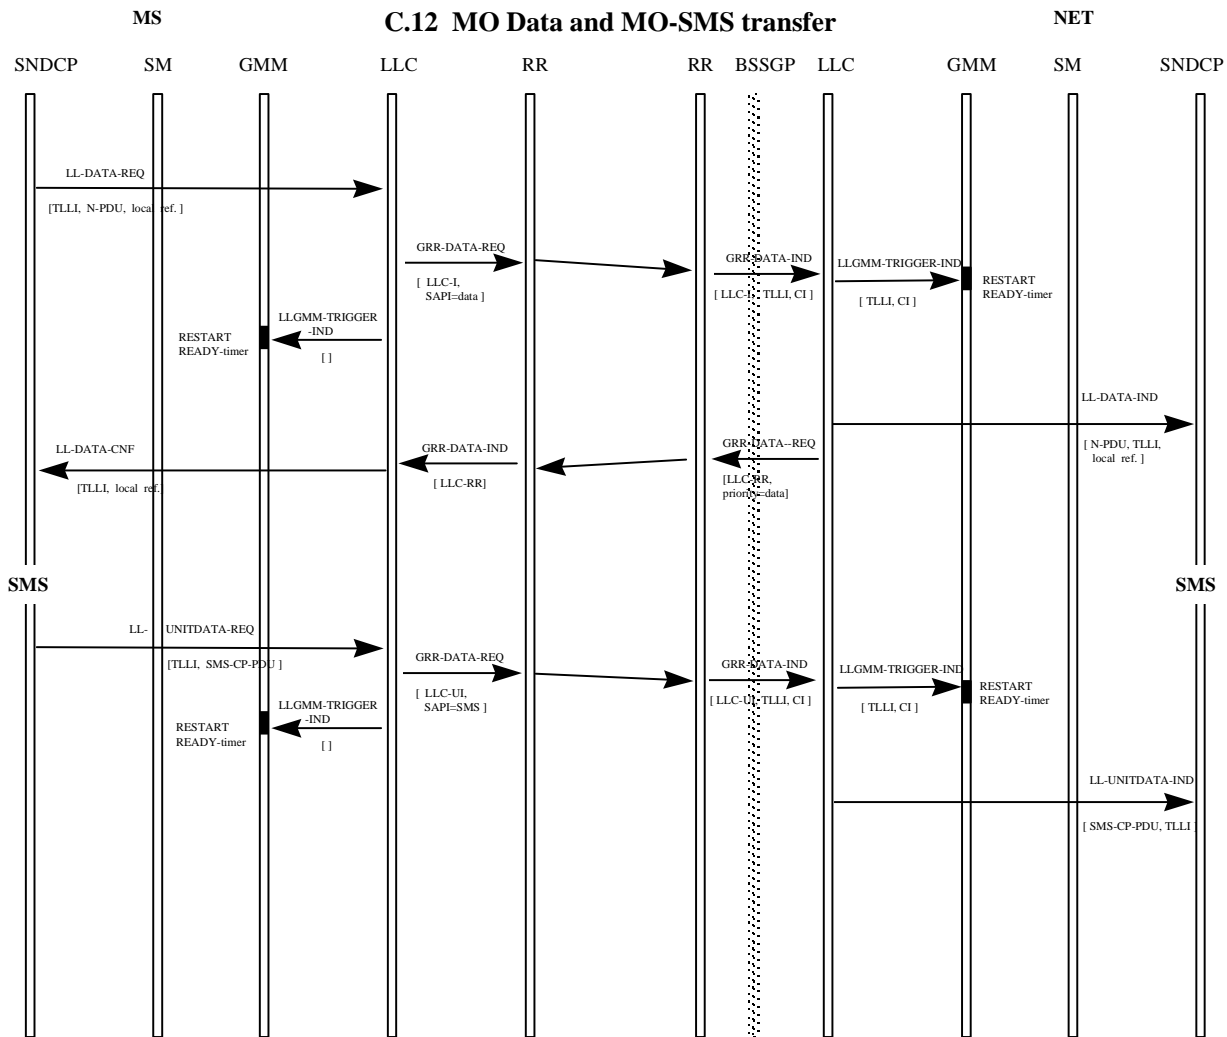 MS C.12 MO Data and MO-SMS transfer NET
SNDCP SM GMM LLC RR RR BSSGP LLC GMM SM SNDCP
LL-DATA-REQ
[TLLI, N-PDU, local ref. ]
GRR-DATA-REQ
[ LLC-I,
SAPI=data ]
GRR-DATA-IND
[ LLC-I, TLLI, CI ]
LLGMM-TRIGGER-IND
[ TLLI, CI ]
RESTART
READY-timer
LLGMM-TRIGGER
-IND
[ ]
RESTART
READY-timer
LL-DATA-IND
[ N-PDU, TLLI,
local ref. ]
GRR-DATA--REQ
[LLC-RR,
priority=data]
GRR-DATA-IND
[ LLC-RR]
LL-DATA-CNF
[TLLI, local ref.]
SMS SMS
LL- UNITDATA-REQ
[TLLI, SMS-CP-PDU ]
GRR-DATA-REQ
[ LLC-UI,
SAPI=SMS ]
GRR-DATA-IND
[ LLC-UI, TLLI, CI ]
LLGMM-TRIGGER-IND
[ TLLI, CI ]
RESTART
READY-timer
LLGMM-TRIGGER
-IND
[ ]
RESTART
READY-timer
LL-UNITDATA-IND
[ SMS-CP-PDU, TLLI ]